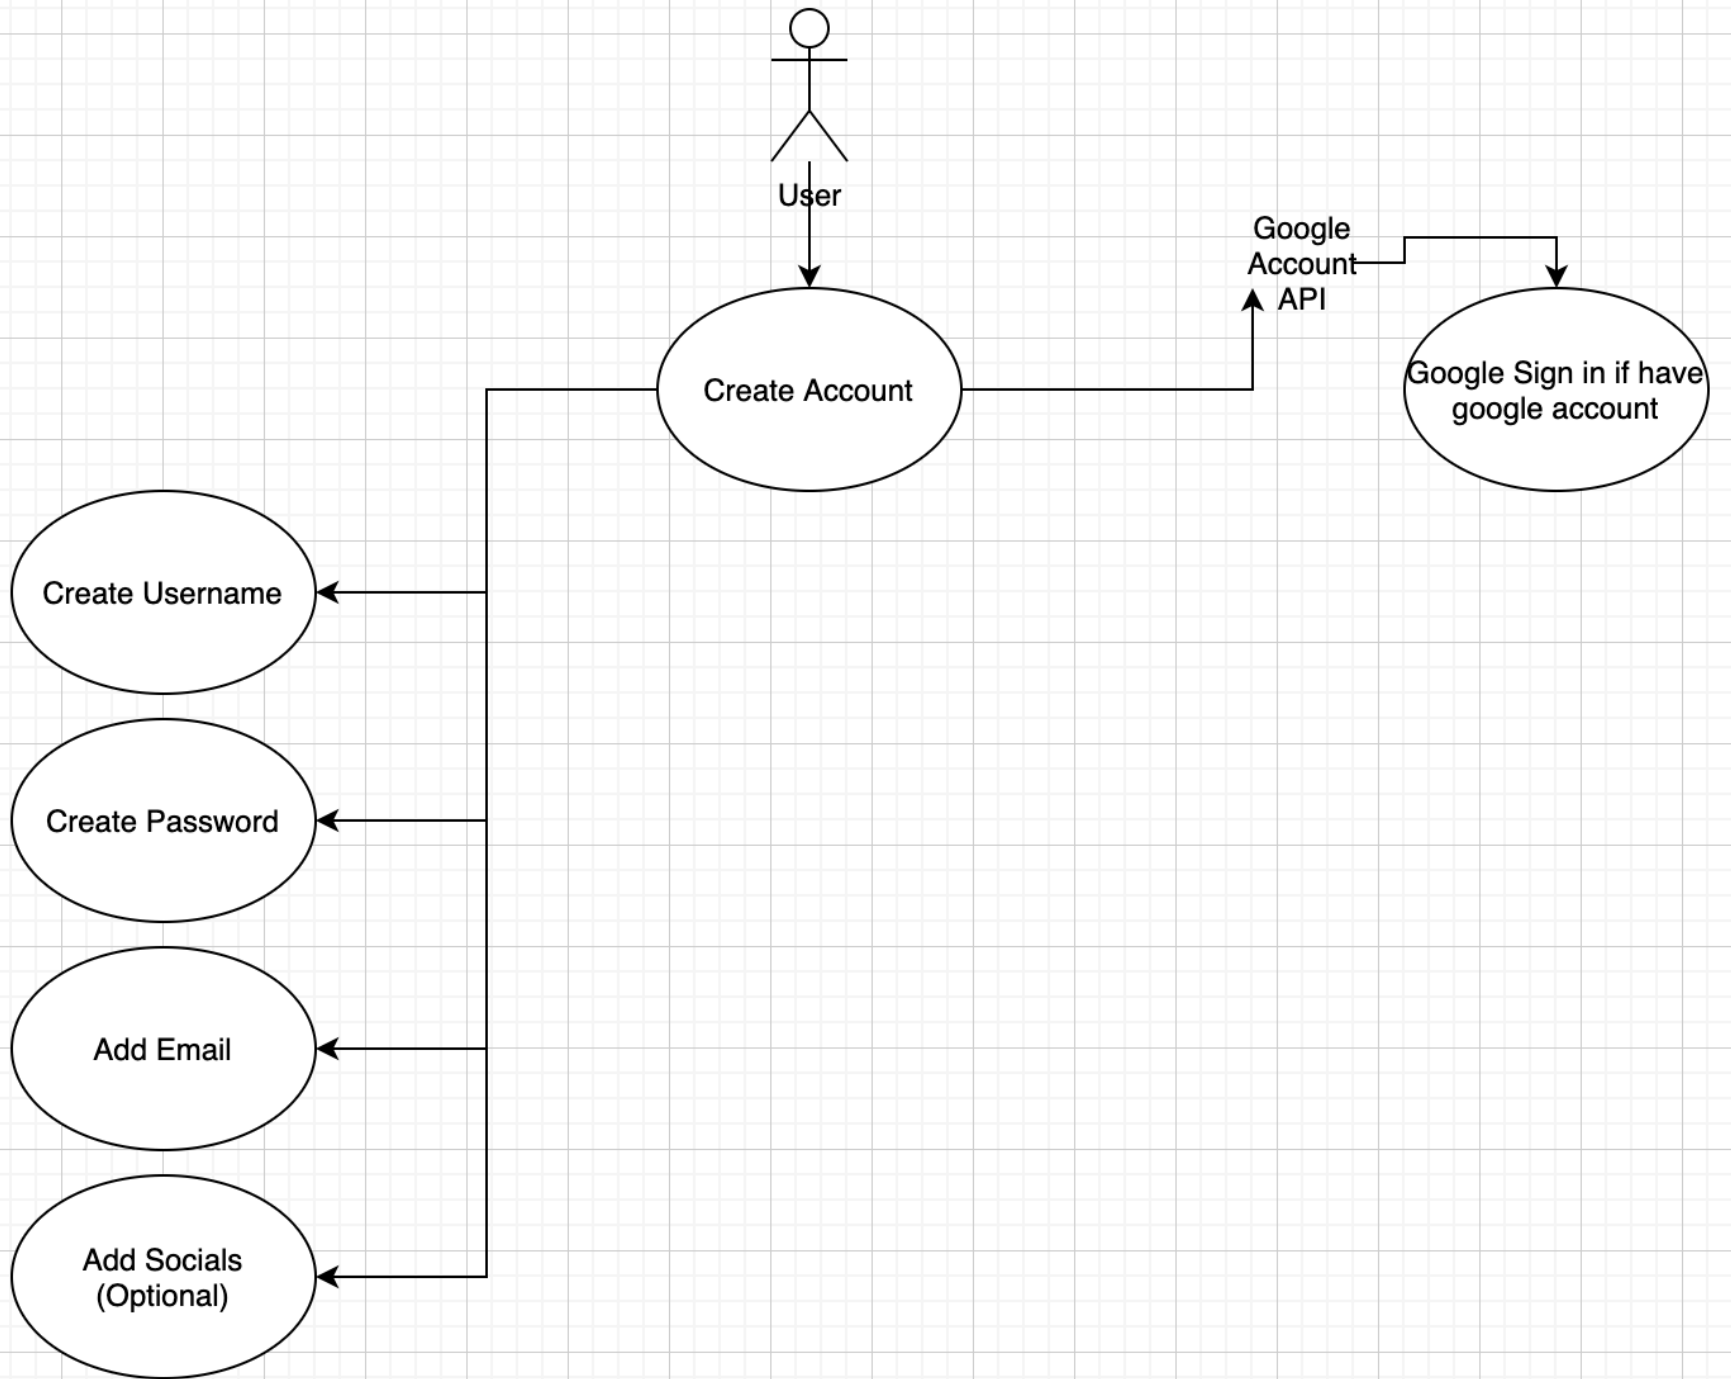 User
Google
Account
API
Create Account
Google Sign in if have
google account
Create Username
Create Password
Add Email
Add Socials
(Optional)